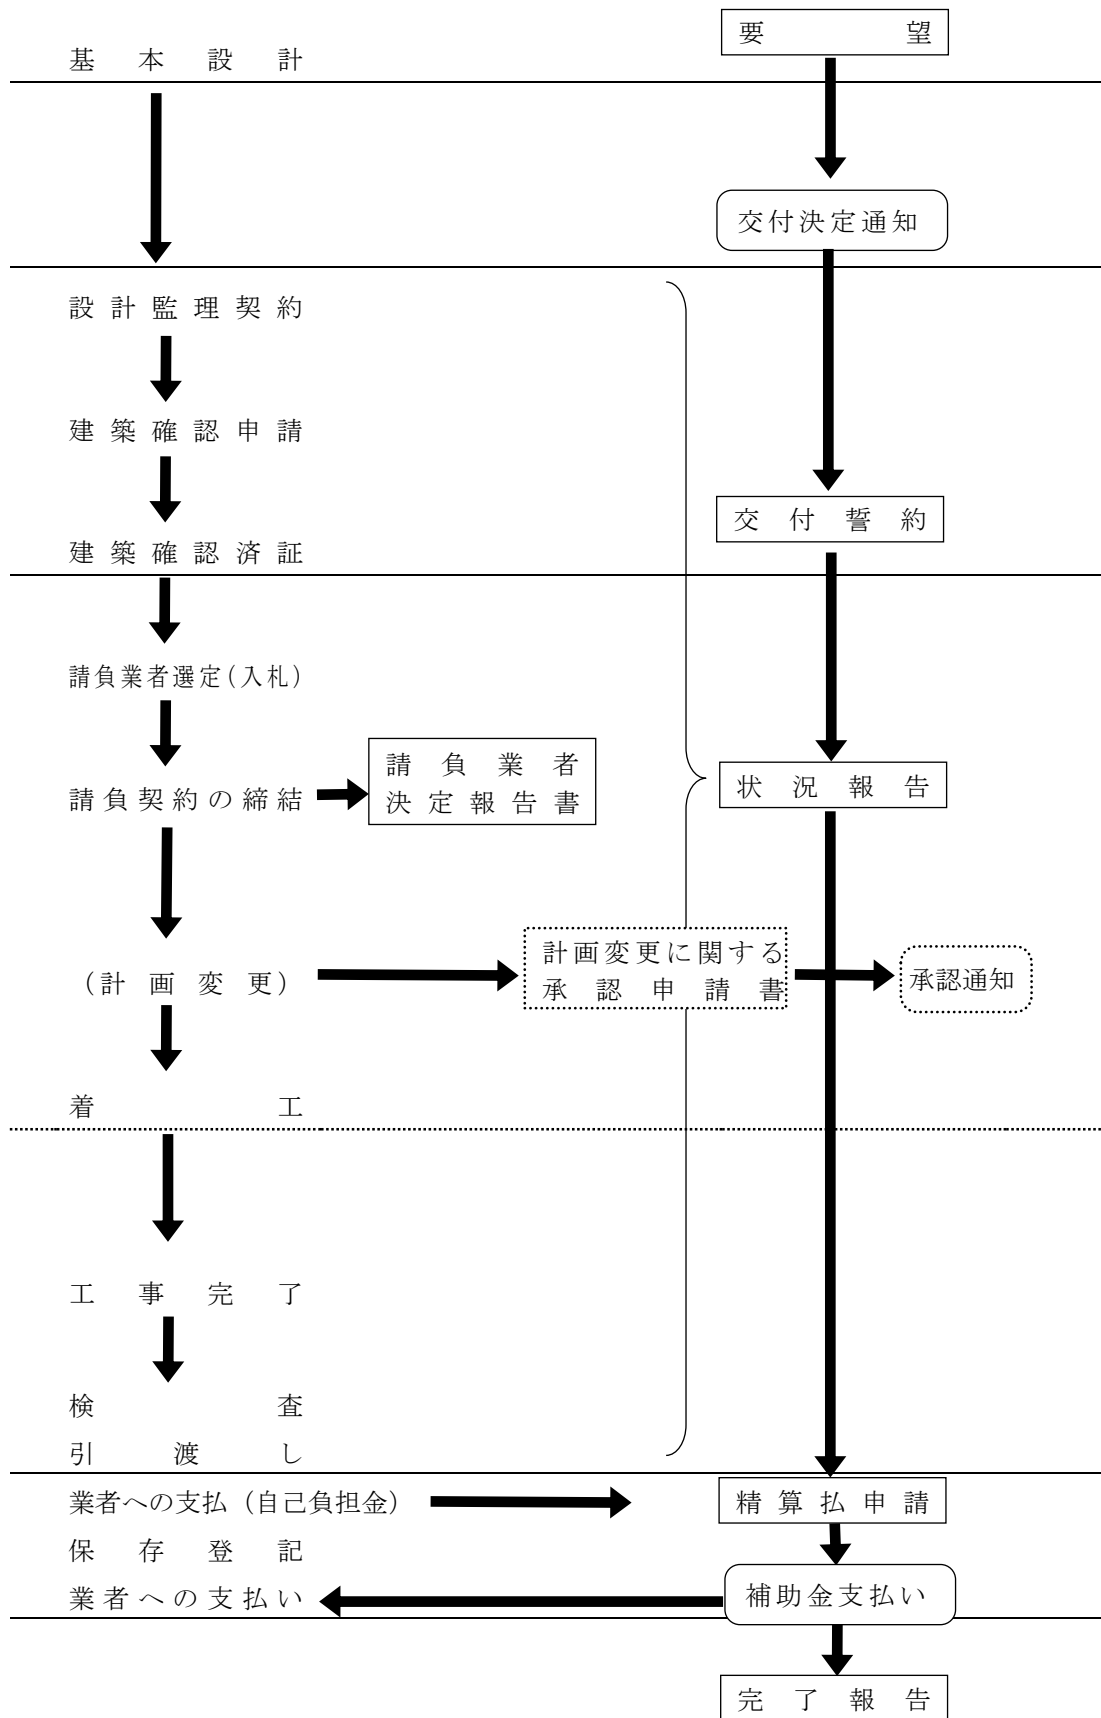 要望
基本設計
交付決定通知
設計監理契約
建築確認申請
交付誓約
建築確認済証
請負業者選定(入札)
請負業者
決定報告書
請負契約の締結
状況報告
計画変更に関する
承認申請書
(計画変更)
承認通知
着工
工事完了
検査
引渡し
業者への支払（自己負担金）
精算払申請
保存登記
業者への支払い
補助金支払い
完了報告